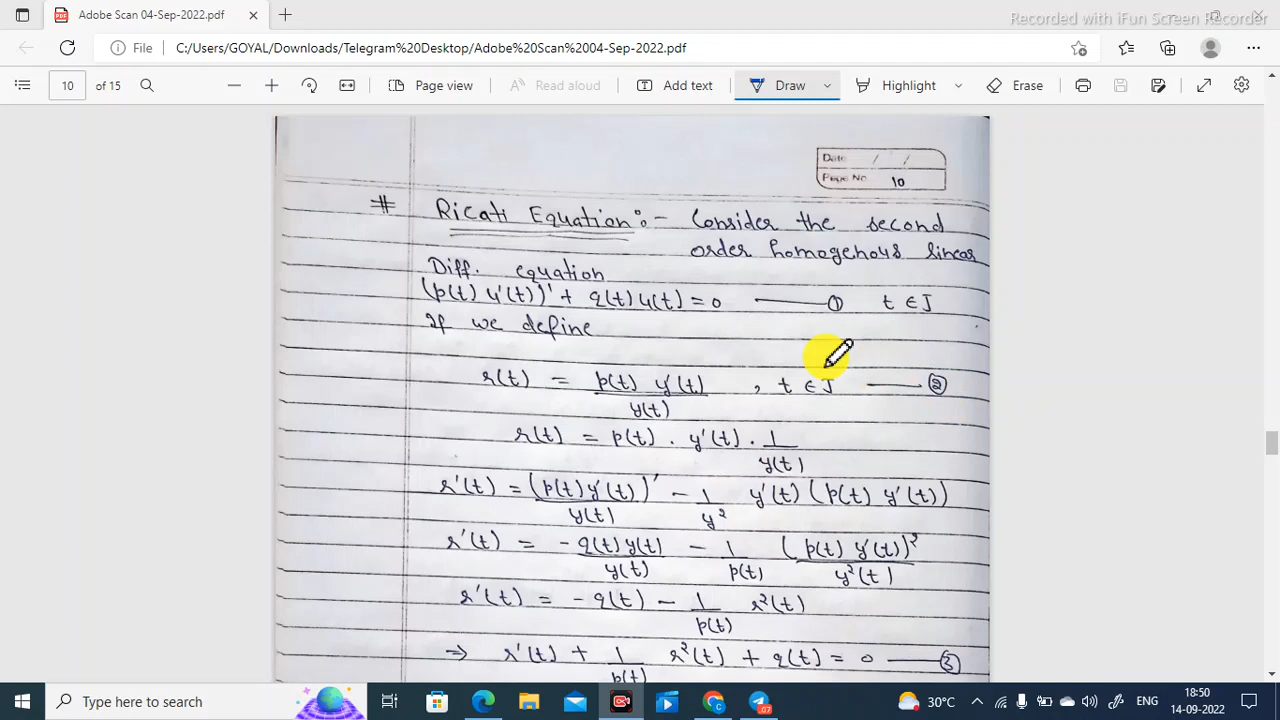 Adobe Scan 04-Sep-2022.pdf
Recorded with iFun Screen Recorder
File C:/Users/GOYAL/Downloads/Telegram%20Desktop/Adobe%20Scan%2004-Sep-2022.pdf
10 of 15 Page view Read aloud Add text Draw Highlight Erase
Date / /
Page No 10
# Ricati Equation:- Consider the second
order homogenous linear
Diff. equation
(p(t) y'(t))' + q(t) y(t) = 0 —— ① t ∈ J
If we define
r(t) = p(t) y'(t) / y(t) , t ∈ J —— ②
r(t) = p(t) . y'(t) . 1 / y(t)
r'(t) = (p(t) y'(t))' / y(t) - 1 / y² y'(t) (p(t) y'(t))
r'(t) = - q(t) y(t) / y(t) - 1 / p(t) (p(t) y'(t))² / y²(t)
r'(t) = - q(t) - 1 / p(t) r²(t)
⇒ r'(t) + 1 / p(t) r²(t) + q(t) = 0 —— ③
Type here to search
07
30°C
ENG
18:50
14-09-2022